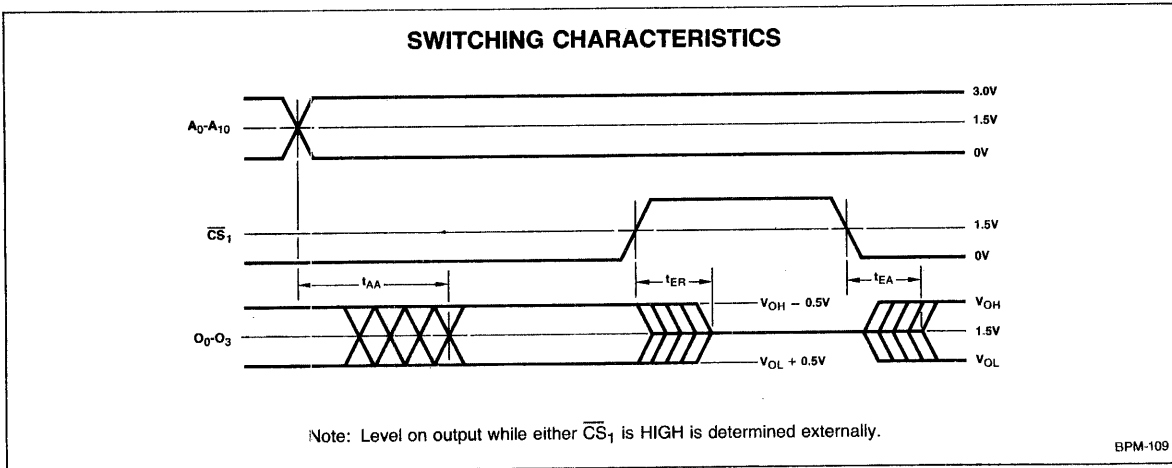 SWITCHING CHARACTERISTICS
3.0V
A0-A10
1.5V
0V
C̅S̅1
1.5V
0V
tAA
tER
tEA
VOH – 0.5V
VOH
O0-O3
1.5V
VOL + 0.5V
VOL
Note: Level on output while either C̅S̅1 is HIGH is determined externally.
BPM-109